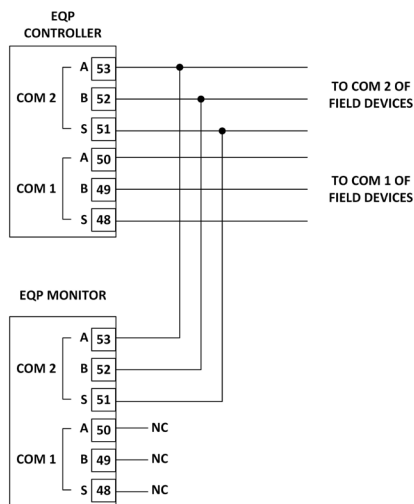 EQP
CONTROLLER
A 53
COM 2 B 52
S 51
A 50
COM 1 B 49
S 48
TO COM 2 OF
FIELD DEVICES
TO COM 1 OF
FIELD DEVICES
EQP MONITOR
A 53
COM 2 B 52
S 51
A 50 NC
COM 1 B 49 NC
S 48 NC